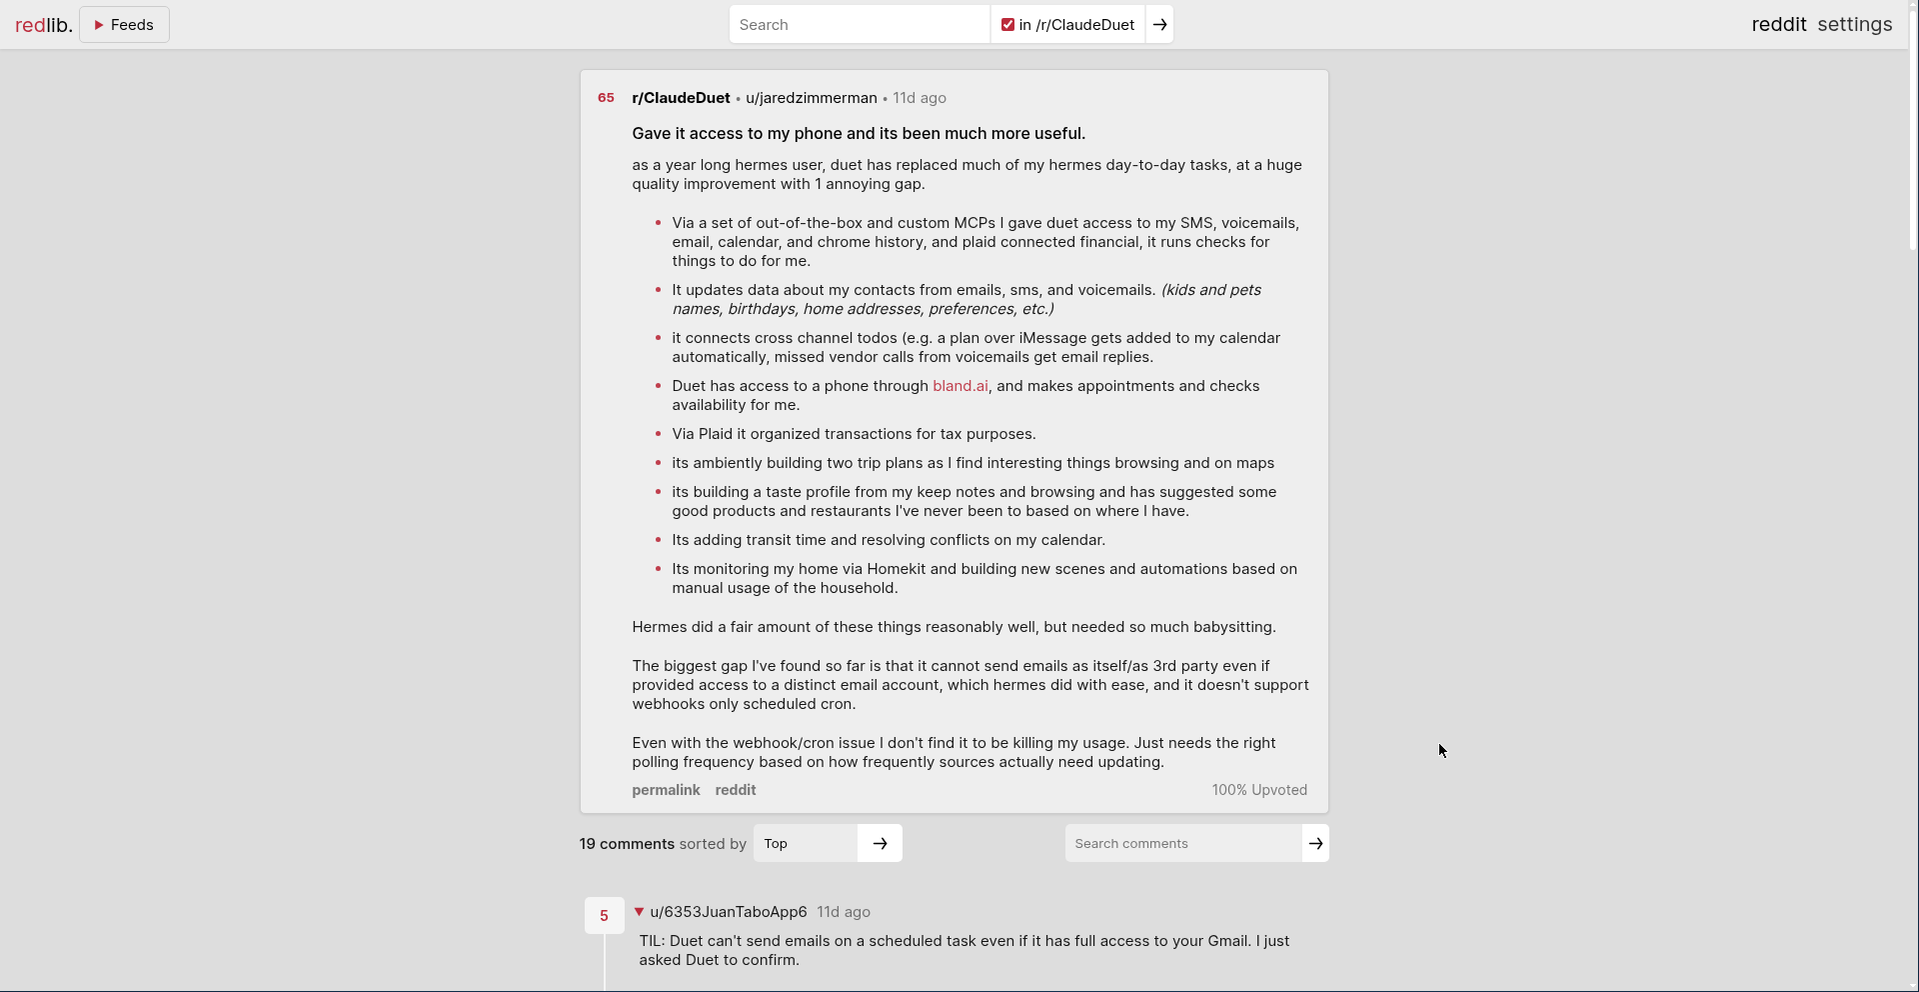 redlib.
▶ Feeds
Search
in /r/ClaudeDuet
→
reddit settings
65
r/ClaudeDuet • u/jaredzimmerman • 11d ago
Gave it access to my phone and its been much more useful.
as a year long hermes user, duet has replaced much of my hermes day-to-day tasks, at a huge
quality improvement with 1 annoying gap.
• Via a set of out-of-the-box and custom MCPs I gave duet access to my SMS, voicemails,
email, calendar, and chrome history, and plaid connected financial, it runs checks for
things to do for me.
• It updates data about my contacts from emails, sms, and voicemails. (kids and pets
names, birthdays, home addresses, preferences, etc.)
• it connects cross channel todos (e.g. a plan over iMessage gets added to my calendar
automatically, missed vendor calls from voicemails get email replies.
• Duet has access to a phone through bland.ai, and makes appointments and checks
availability for me.
• Via Plaid it organized transactions for tax purposes.
• its ambiently building two trip plans as I find interesting things browsing and on maps
• its building a taste profile from my keep notes and browsing and has suggested some
good products and restaurants I've never been to based on where I have.
• Its adding transit time and resolving conflicts on my calendar.
• Its monitoring my home via Homekit and building new scenes and automations based on
manual usage of the household.
Hermes did a fair amount of these things reasonably well, but needed so much babysitting.
The biggest gap I've found so far is that it cannot send emails as itself/as 3rd party even if
provided access to a distinct email account, which hermes did with ease, and it doesn't support
webhooks only scheduled cron.
Even with the webhook/cron issue I don't find it to be killing my usage. Just needs the right
polling frequency based on how frequently sources actually need updating.
permalink reddit
100% Upvoted
19 comments sorted by
Top
→
Search comments
→
5
▼ u/6353JuanTaboApp6 11d ago
TIL: Duet can't send emails on a scheduled task even if it has full access to your Gmail. I just
asked Duet to confirm.